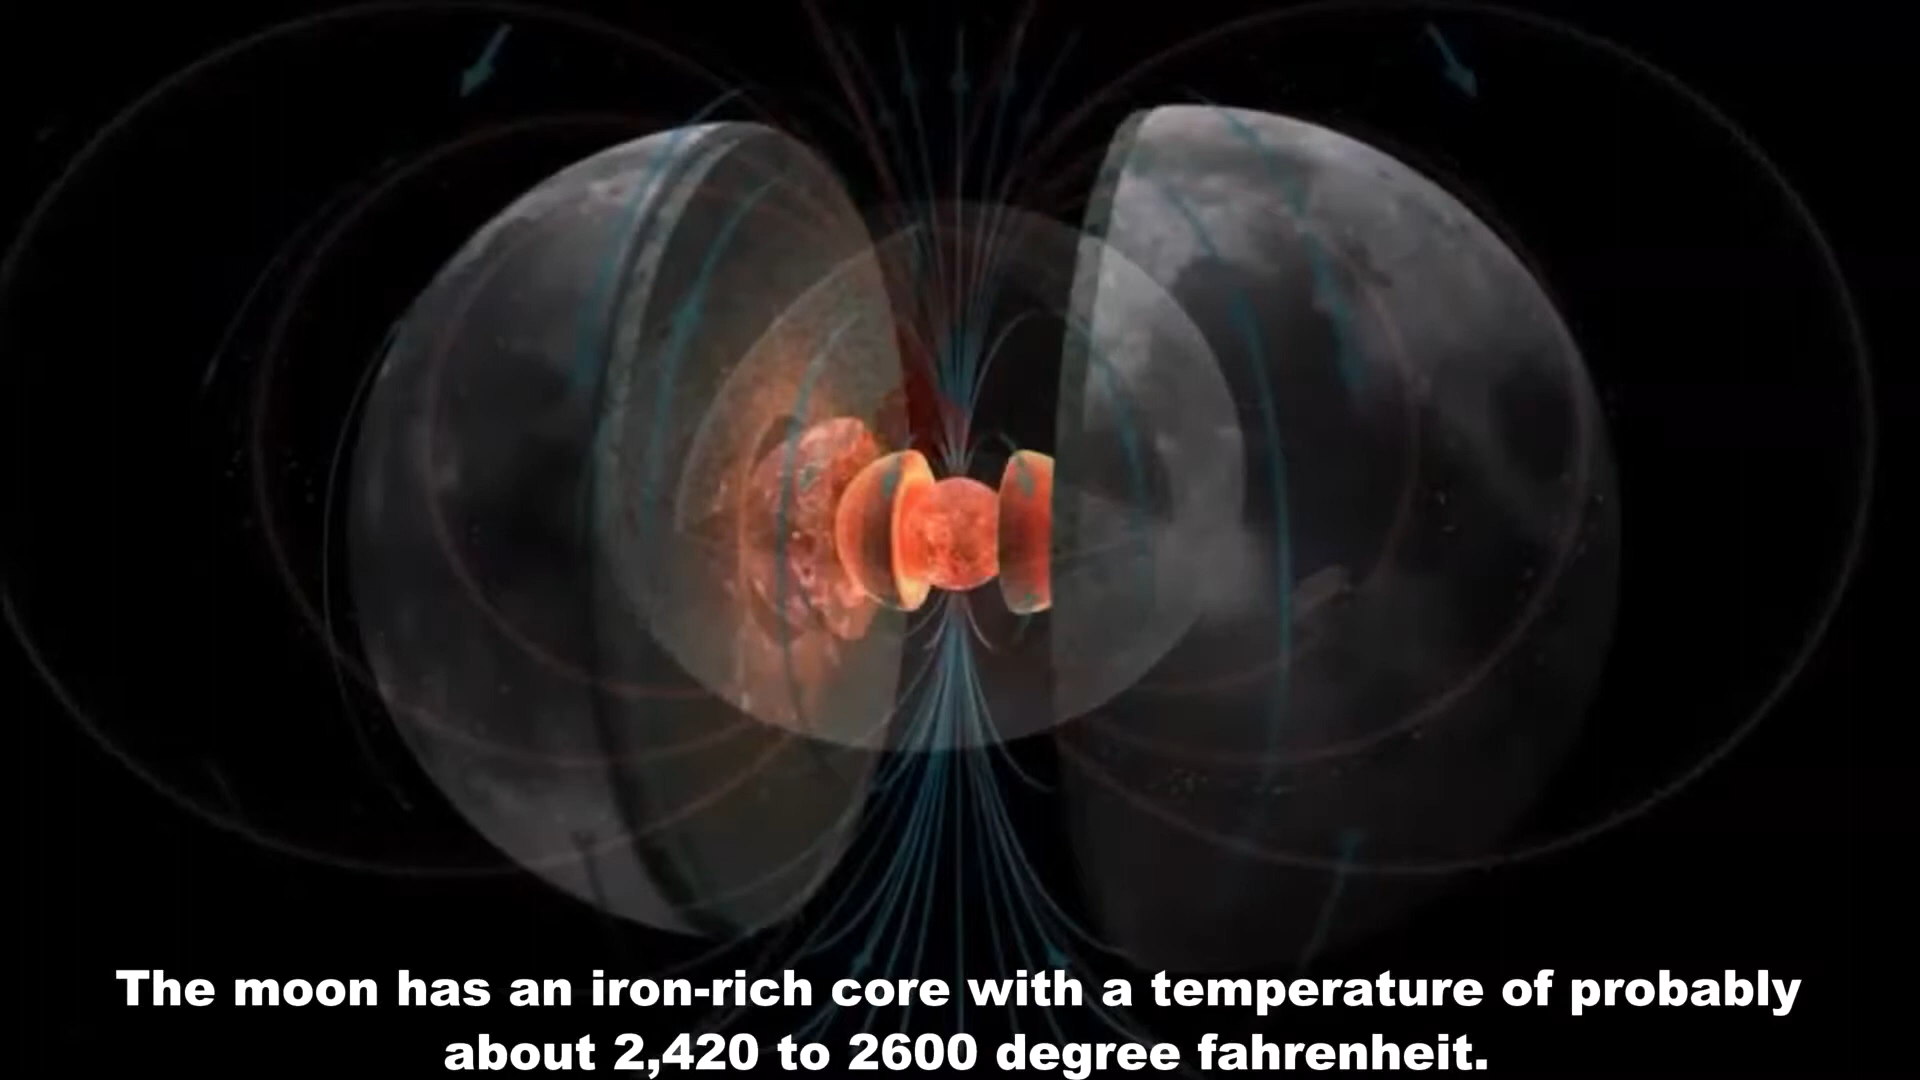 The moon has an iron-rich core with a temperature of probably
about 2,420 to 2600 degree fahrenheit.